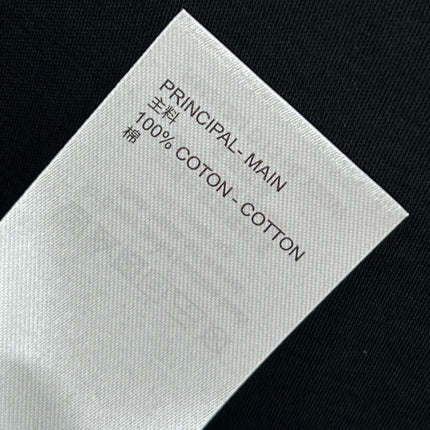 PRINCIPAL- MAIN
主料
100% COTON - COTTON
棉